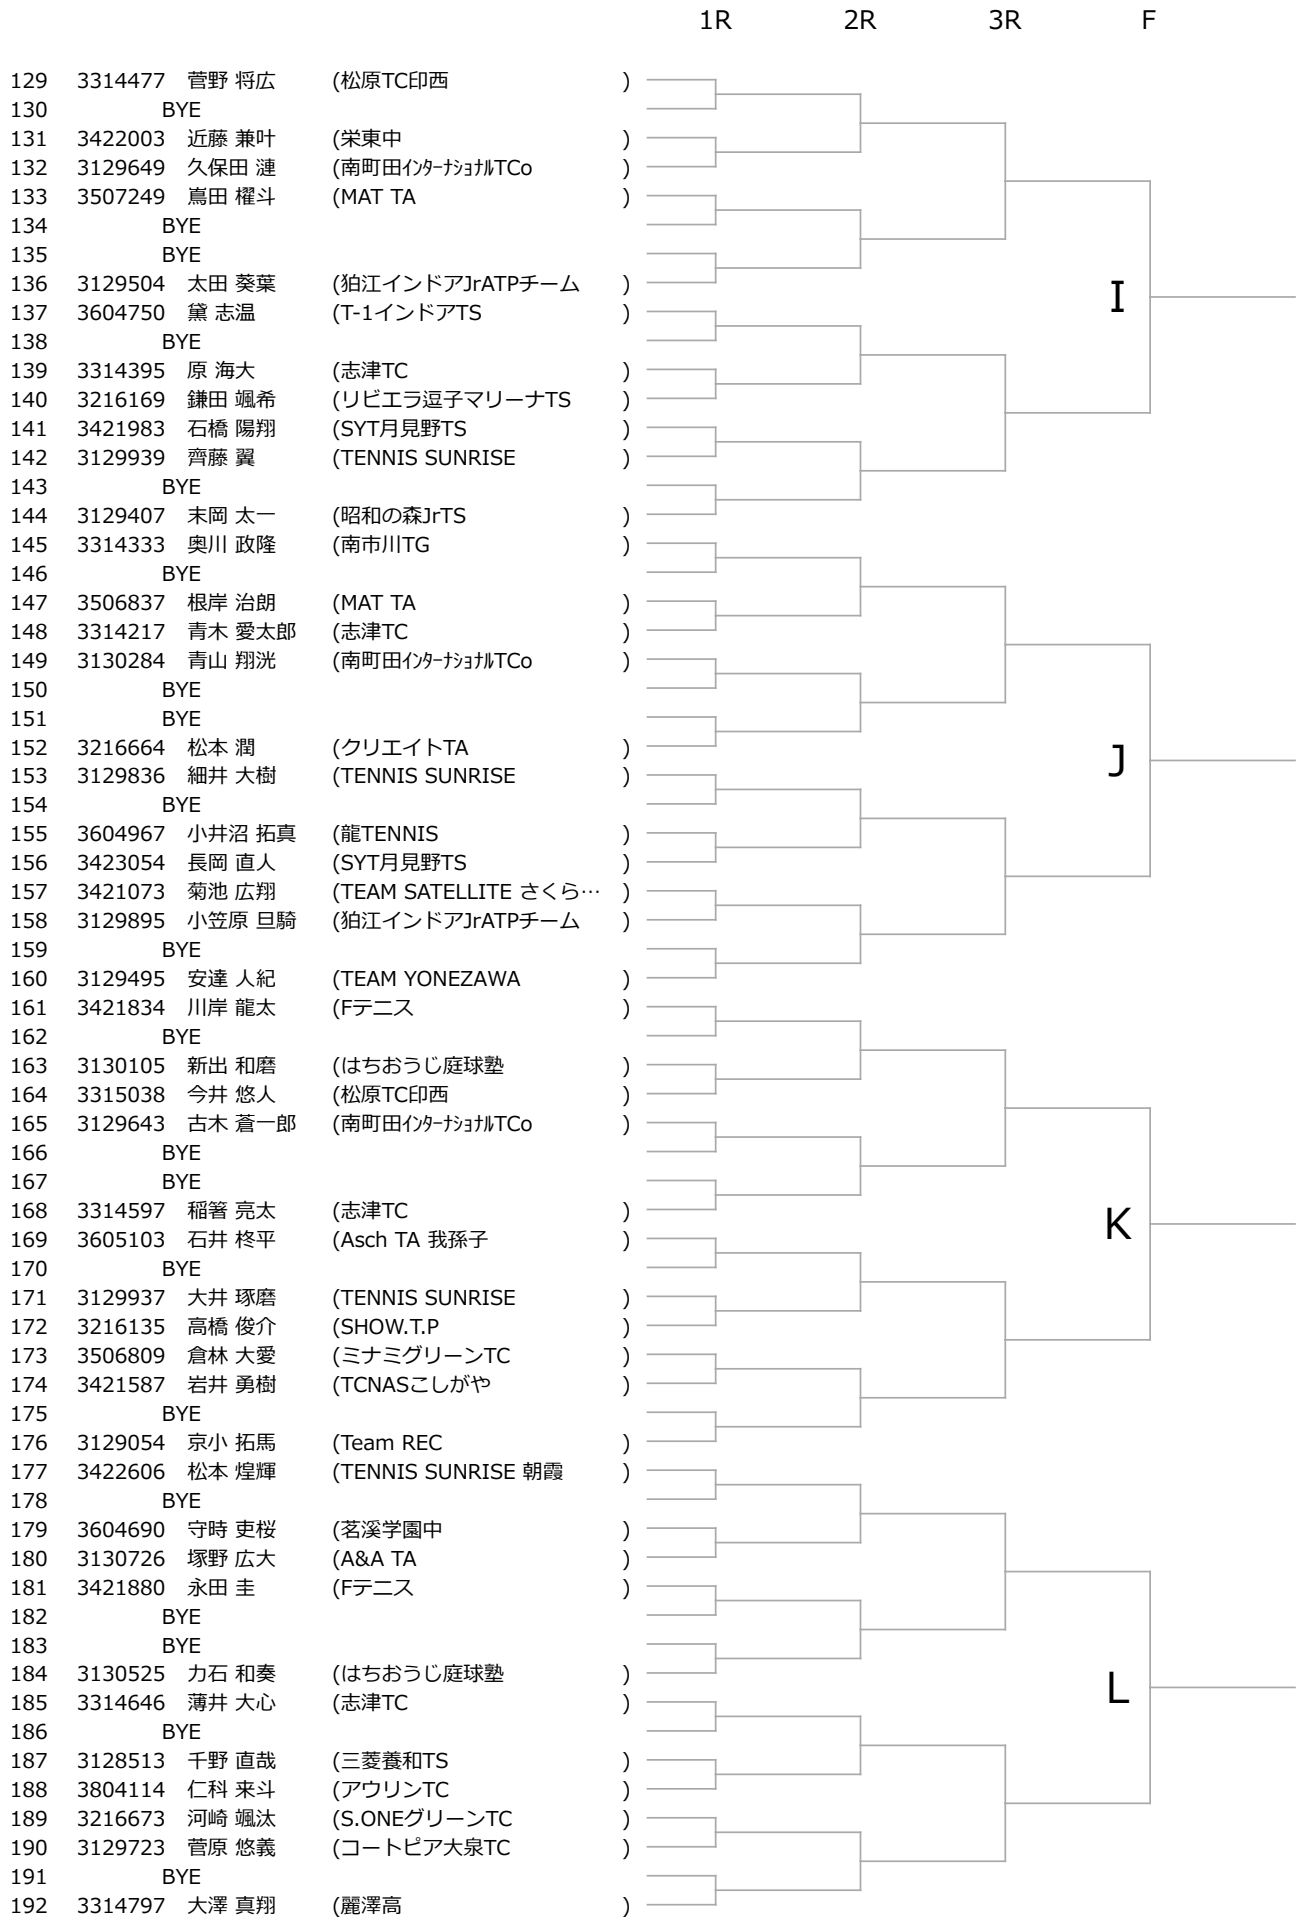 1R 2R 3R F
129 3314477 菅野 将広 (松原TC印西 )
130 BYE
131 3422003 近藤 兼叶 (栄東中 )
132 3129649 久保田 漣 (南町田ｲﾝﾀｰﾅｼｮﾅﾙTCo )
133 3507249 嶌田 櫂斗 (MAT TA )
134 BYE
135 BYE
136 3129504 太田 葵葉 (狛江インドアJrATPチーム )
137 3604750 黛 志温 (T-1インドアTS )
I
138 BYE
139 3314395 原 海大 (志津TC )
140 3216169 鎌田 颯希 (リビエラ逗子マリーナTS )
141 3421983 石橋 陽翔 (SYT月見野TS )
142 3129939 齊藤 翼 (TENNIS SUNRISE )
143 BYE
144 3129407 末岡 太一 (昭和の森JrTS )
145 3314333 奥川 政隆 (南市川TG )
146 BYE
147 3506837 根岸 治朗 (MAT TA )
148 3314217 青木 愛太郎 (志津TC )
149 3130284 青山 翔洸 (南町田ｲﾝﾀｰﾅｼｮﾅﾙTCo )
150 BYE
151 BYE
152 3216664 松本 潤 (クリエイトTA )
153 3129836 細井 大樹 (TENNIS SUNRISE )
J
154 BYE
155 3604967 小井沼 拓真 (龍TENNIS )
156 3423054 長岡 直人 (SYT月見野TS )
157 3421073 菊池 広翔 (TEAM SATELLITE さくら… )
158 3129895 小笠原 旦騎 (狛江インドアJrATPチーム )
159 BYE
160 3129495 安達 人紀 (TEAM YONEZAWA )
161 3421834 川岸 龍太 (Fテニス )
162 BYE
163 3130105 新出 和磨 (はちおうじ庭球塾 )
164 3315038 今井 悠人 (松原TC印西 )
165 3129643 古木 蒼一郎 (南町田ｲﾝﾀｰﾅｼｮﾅﾙTCo )
166 BYE
167 BYE
168 3314597 稲箸 亮太 (志津TC )
169 3605103 石井 柊平 (Asch TA 我孫子 )
K
170 BYE
171 3129937 大井 琢磨 (TENNIS SUNRISE )
172 3216135 高橋 俊介 (SHOW.T.P )
173 3506809 倉林 大愛 (ミナミグリーンTC )
174 3421587 岩井 勇樹 (TCNASこしがや )
175 BYE
176 3129054 京小 拓馬 (Team REC )
177 3422606 松本 煌輝 (TENNIS SUNRISE 朝霞 )
178 BYE
179 3604690 守時 吏桜 (茗溪学園中 )
180 3130726 塚野 広大 (A&A TA )
181 3421880 永田 圭 (Fテニス )
182 BYE
183 BYE
184 3130525 力石 和奏 (はちおうじ庭球塾 )
185 3314646 薄井 大心 (志津TC )
L
186 BYE
187 3128513 千野 直哉 (三菱養和TS )
188 3804114 仁科 来斗 (アウリンTC )
189 3216673 河崎 颯汰 (S.ONEグリーンTC )
190 3129723 菅原 悠義 (コートピア大泉TC )
191 BYE
192 3314797 大澤 真翔 (麗澤高 )